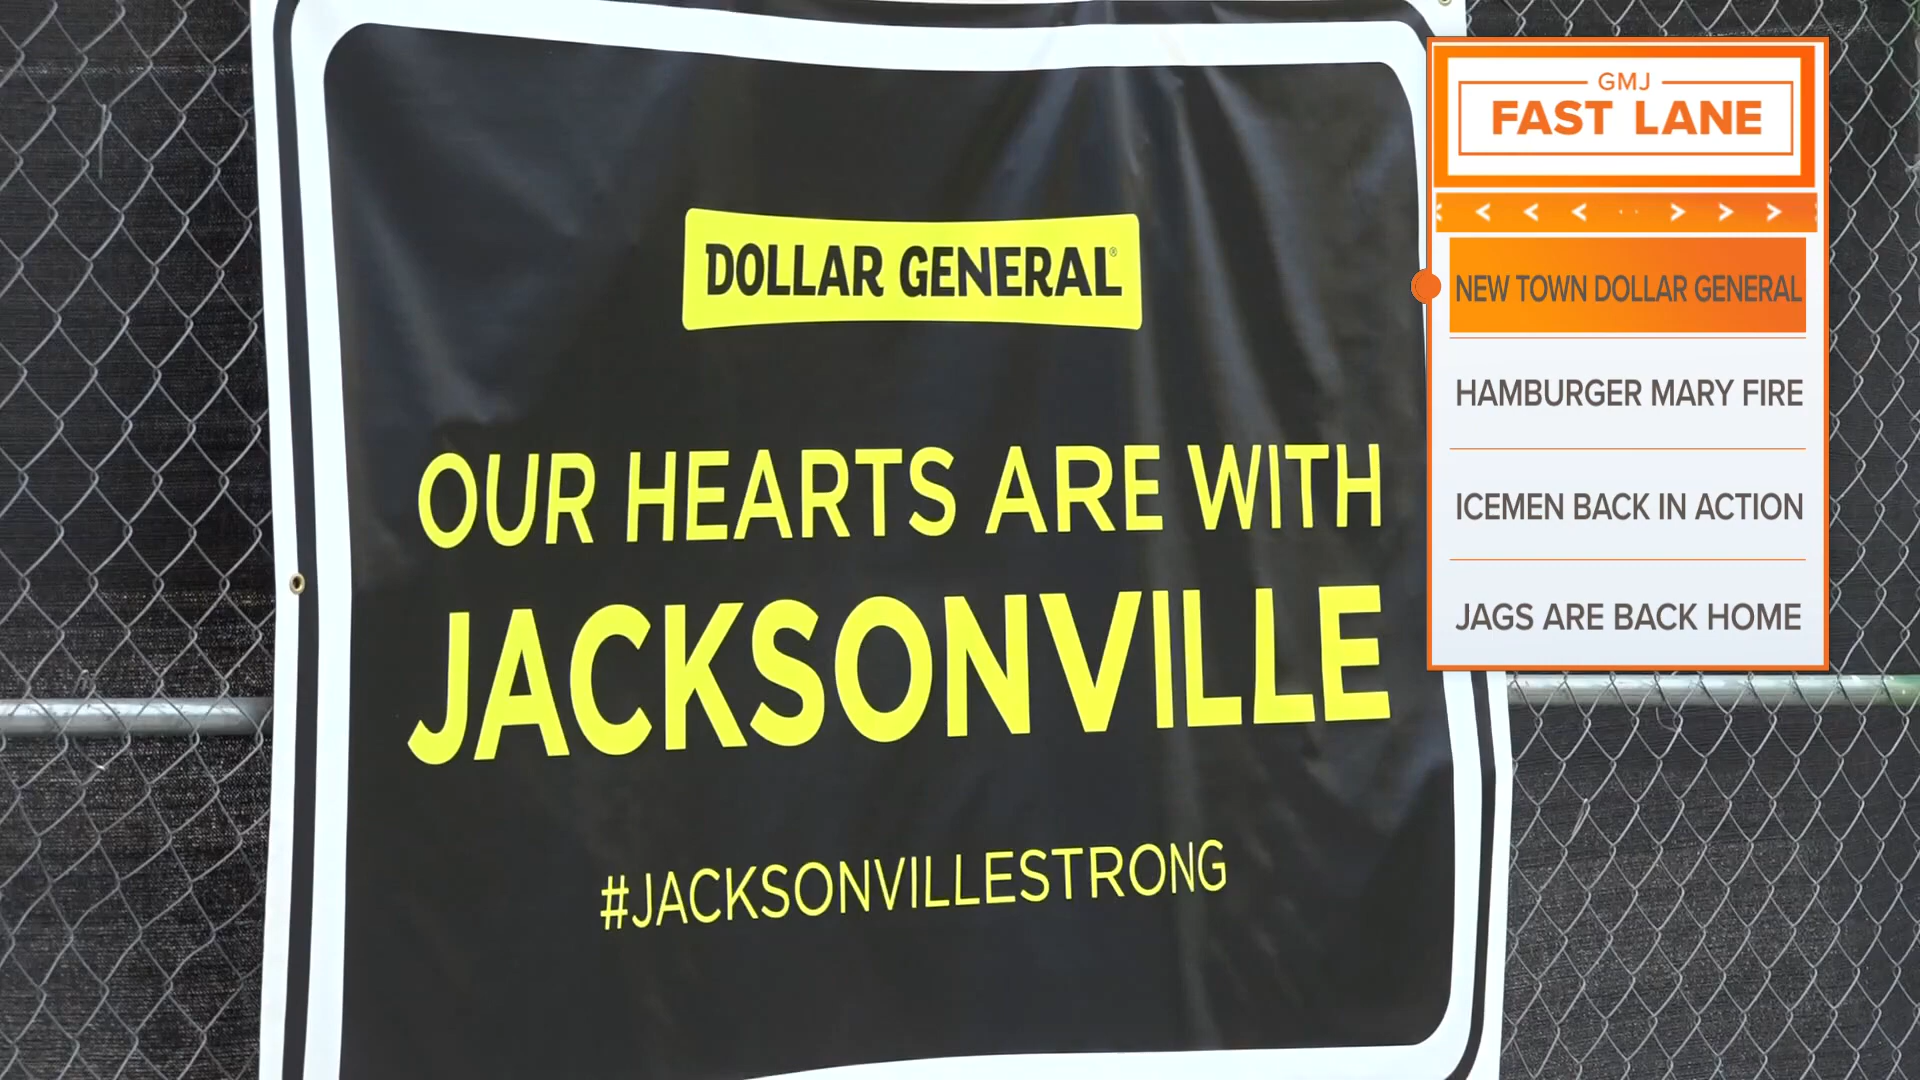 DOLLAR GENERAL®
OUR HEARTS ARE WITH
JACKSONVILLE
#JACKSONVILLESTRONG
GMJ
FAST LANE
NEW TOWN DOLLAR GENERAL
HAMBURGER MARY FIRE
ICEMEN BACK IN ACTION
JAGS ARE BACK HOME